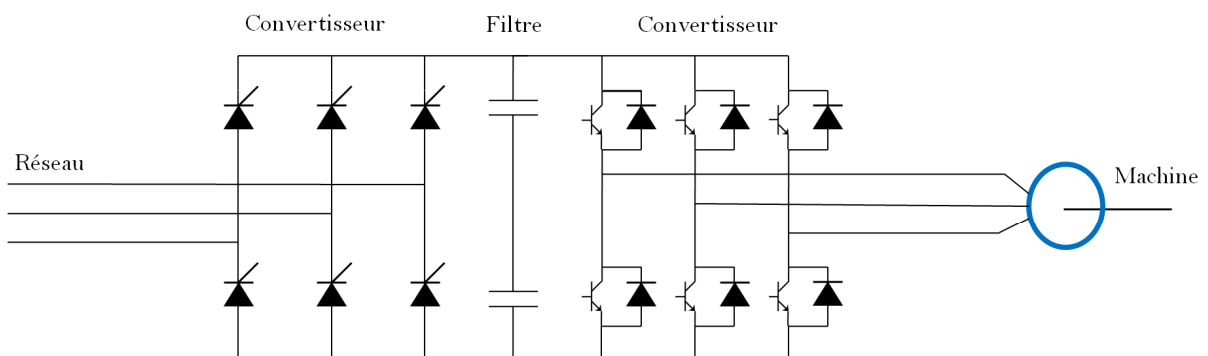 Convertisseur
Filtre
Convertisseur
Réseau
Machine